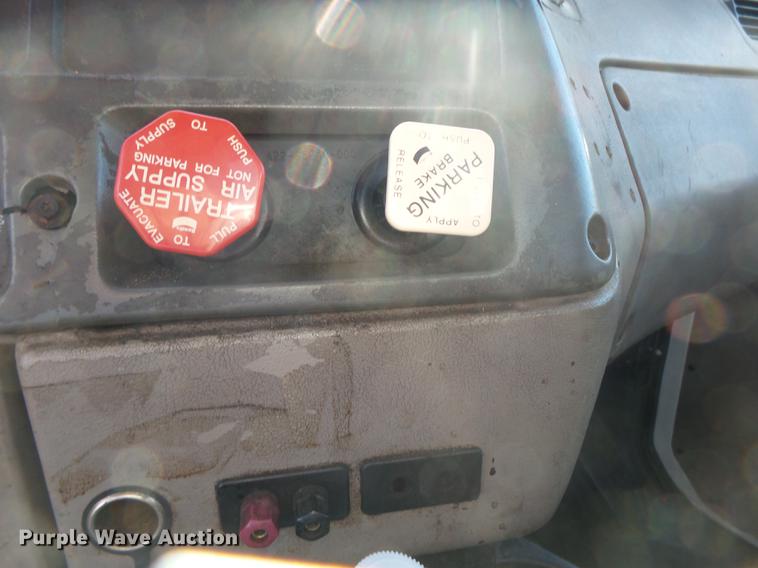 PULL
TO
EVACUATE
Bendix
TRAILER
AIR SUPPLY
NOT FOR PARKING
PUSH
TO
SUPPLY
PUSH TO
RELEASE
PARKING
BRAKE
TO
APPLY
Purple Wave Auction